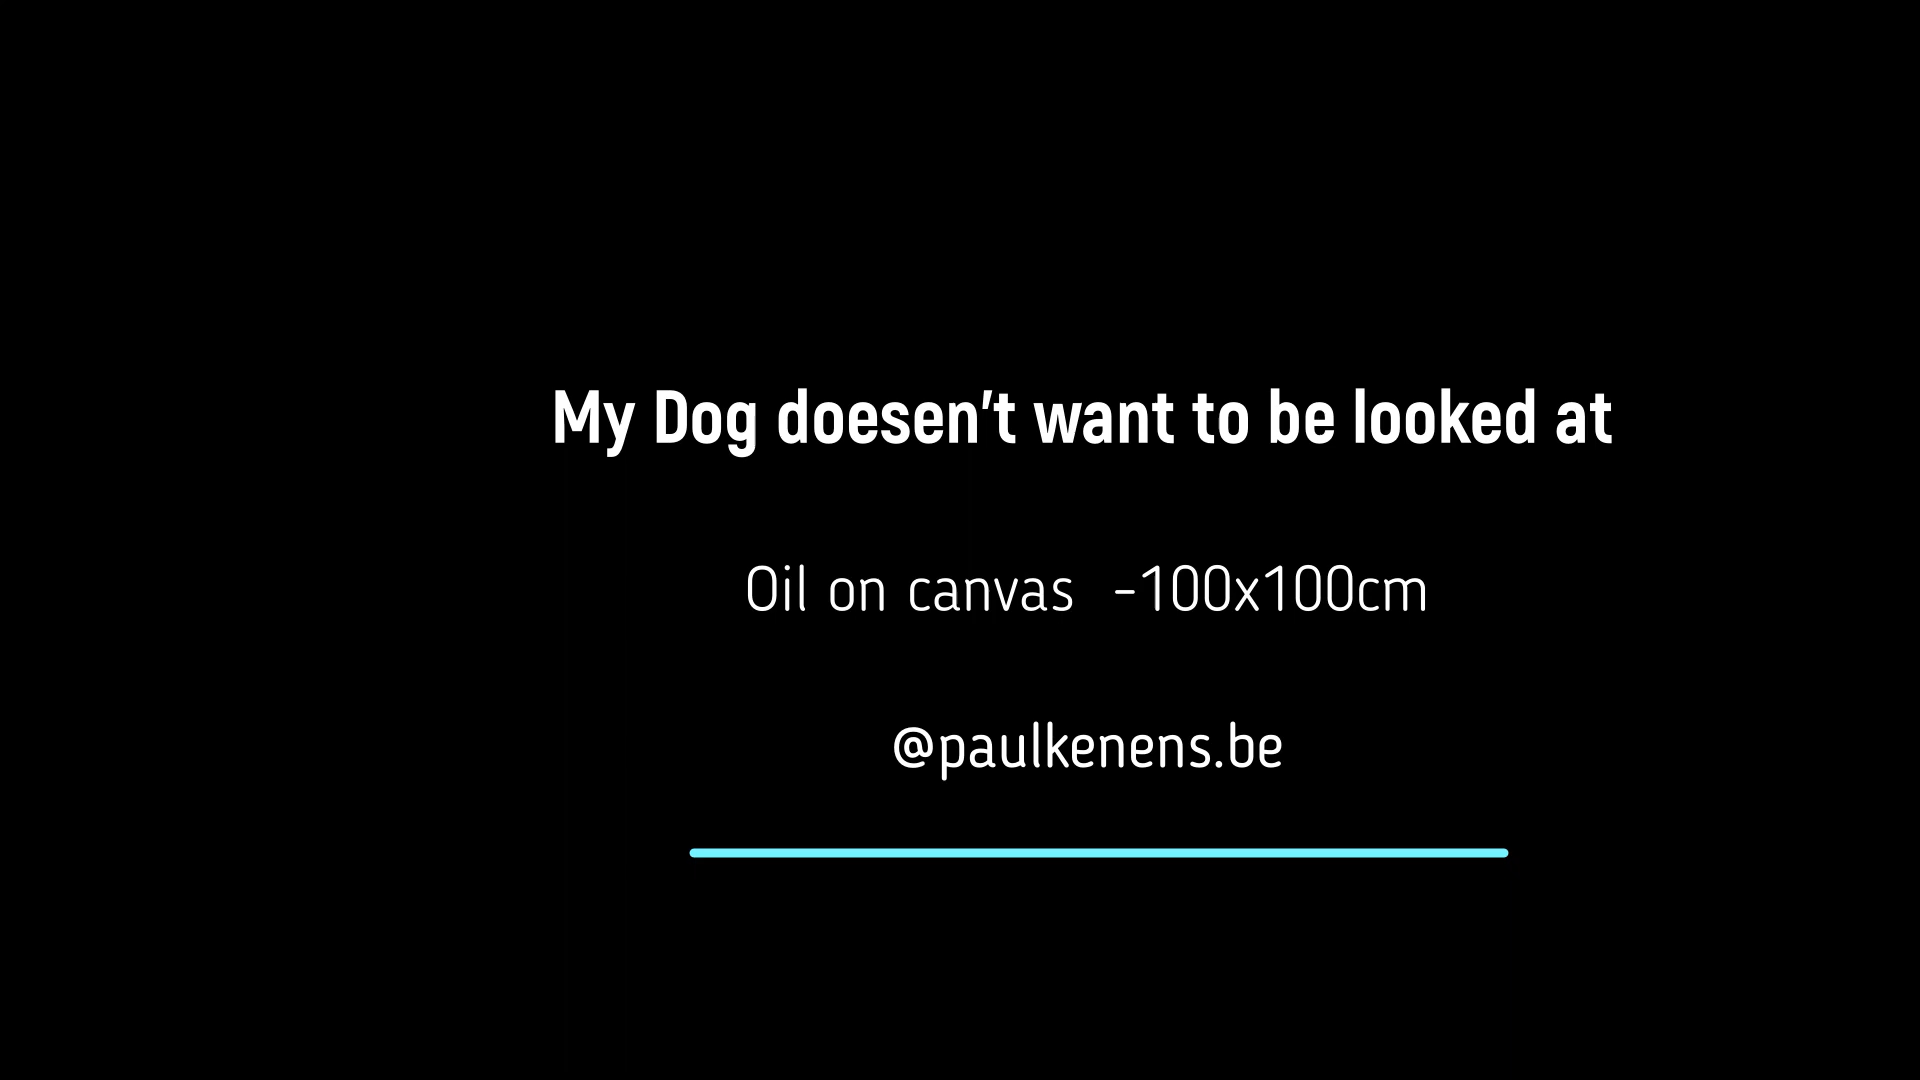 My Dog doesen't want to be looked at
Oil on canvas -100x100cm
@paulkenens.be